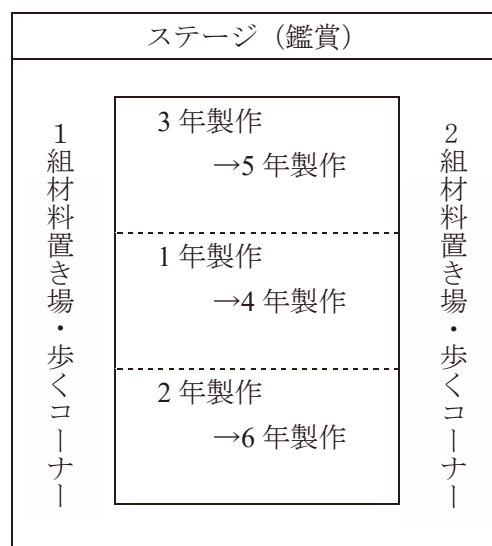 ステージ（鑑賞）
1組材料置き場・歩くコーナー
3年製作
→5年製作
1年製作
→4年製作
2年製作
→6年製作
2組材料置き場・歩くコーナー